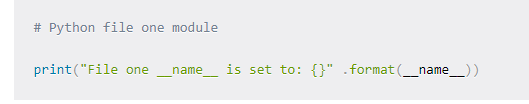 # Python file one module
print("File one __name__ is set to: {}" .format(__name__))